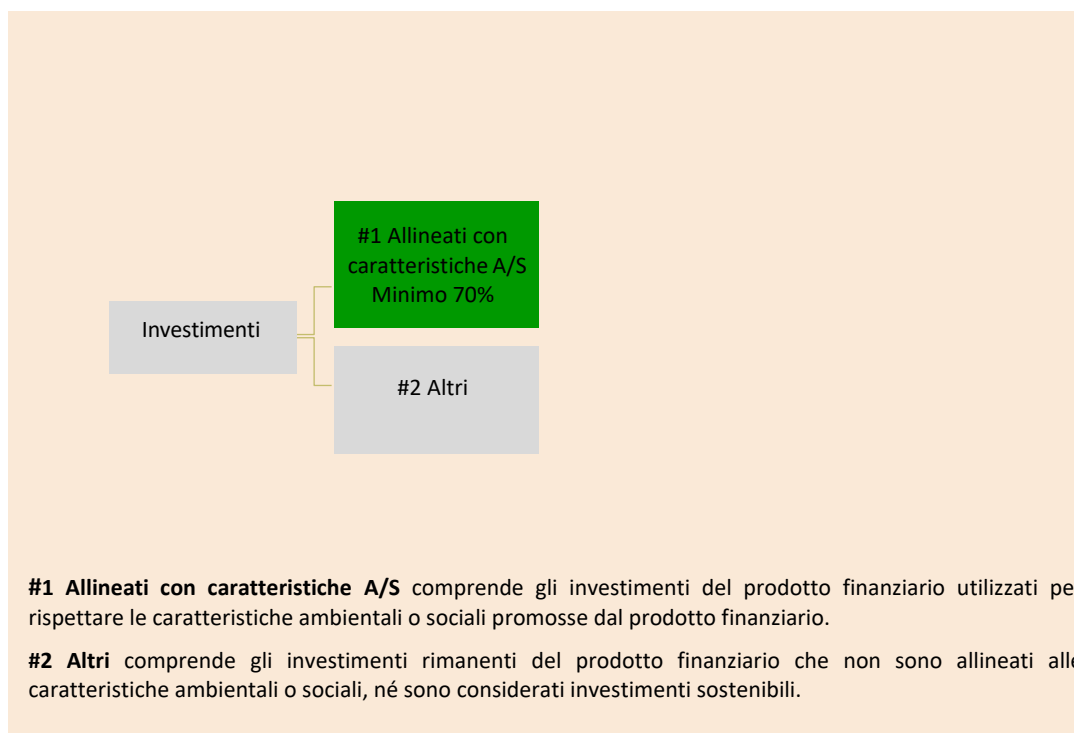 #1 Allineati con
caratteristiche A/S
Minimo 70%
Investimenti
#2 Altri
#1 Allineati con caratteristiche A/S comprende gli investimenti del prodotto finanziario utilizzati pe
rispettare le caratteristiche ambientali o sociali promosse dal prodotto finanziario.
#2 Altri comprende gli investimenti rimanenti del prodotto finanziario che non sono allineati alle
caratteristiche ambientali o sociali, né sono considerati investimenti sostenibili.